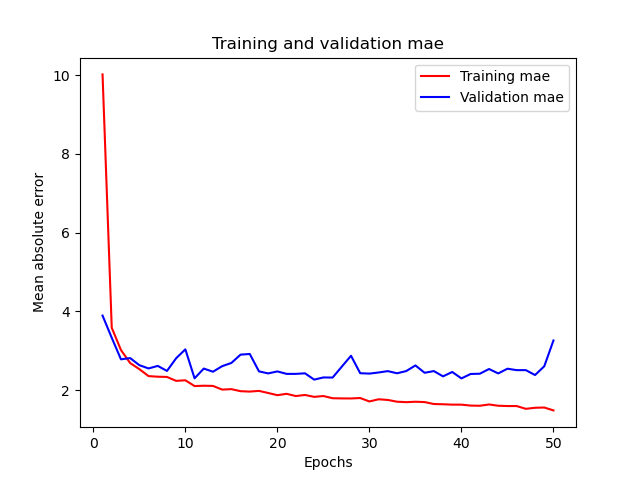 Training and validation mae
Training mae
Validation mae
Mean absolute error
10
8
6
4
2
0
10
20
30
40
50
Epochs